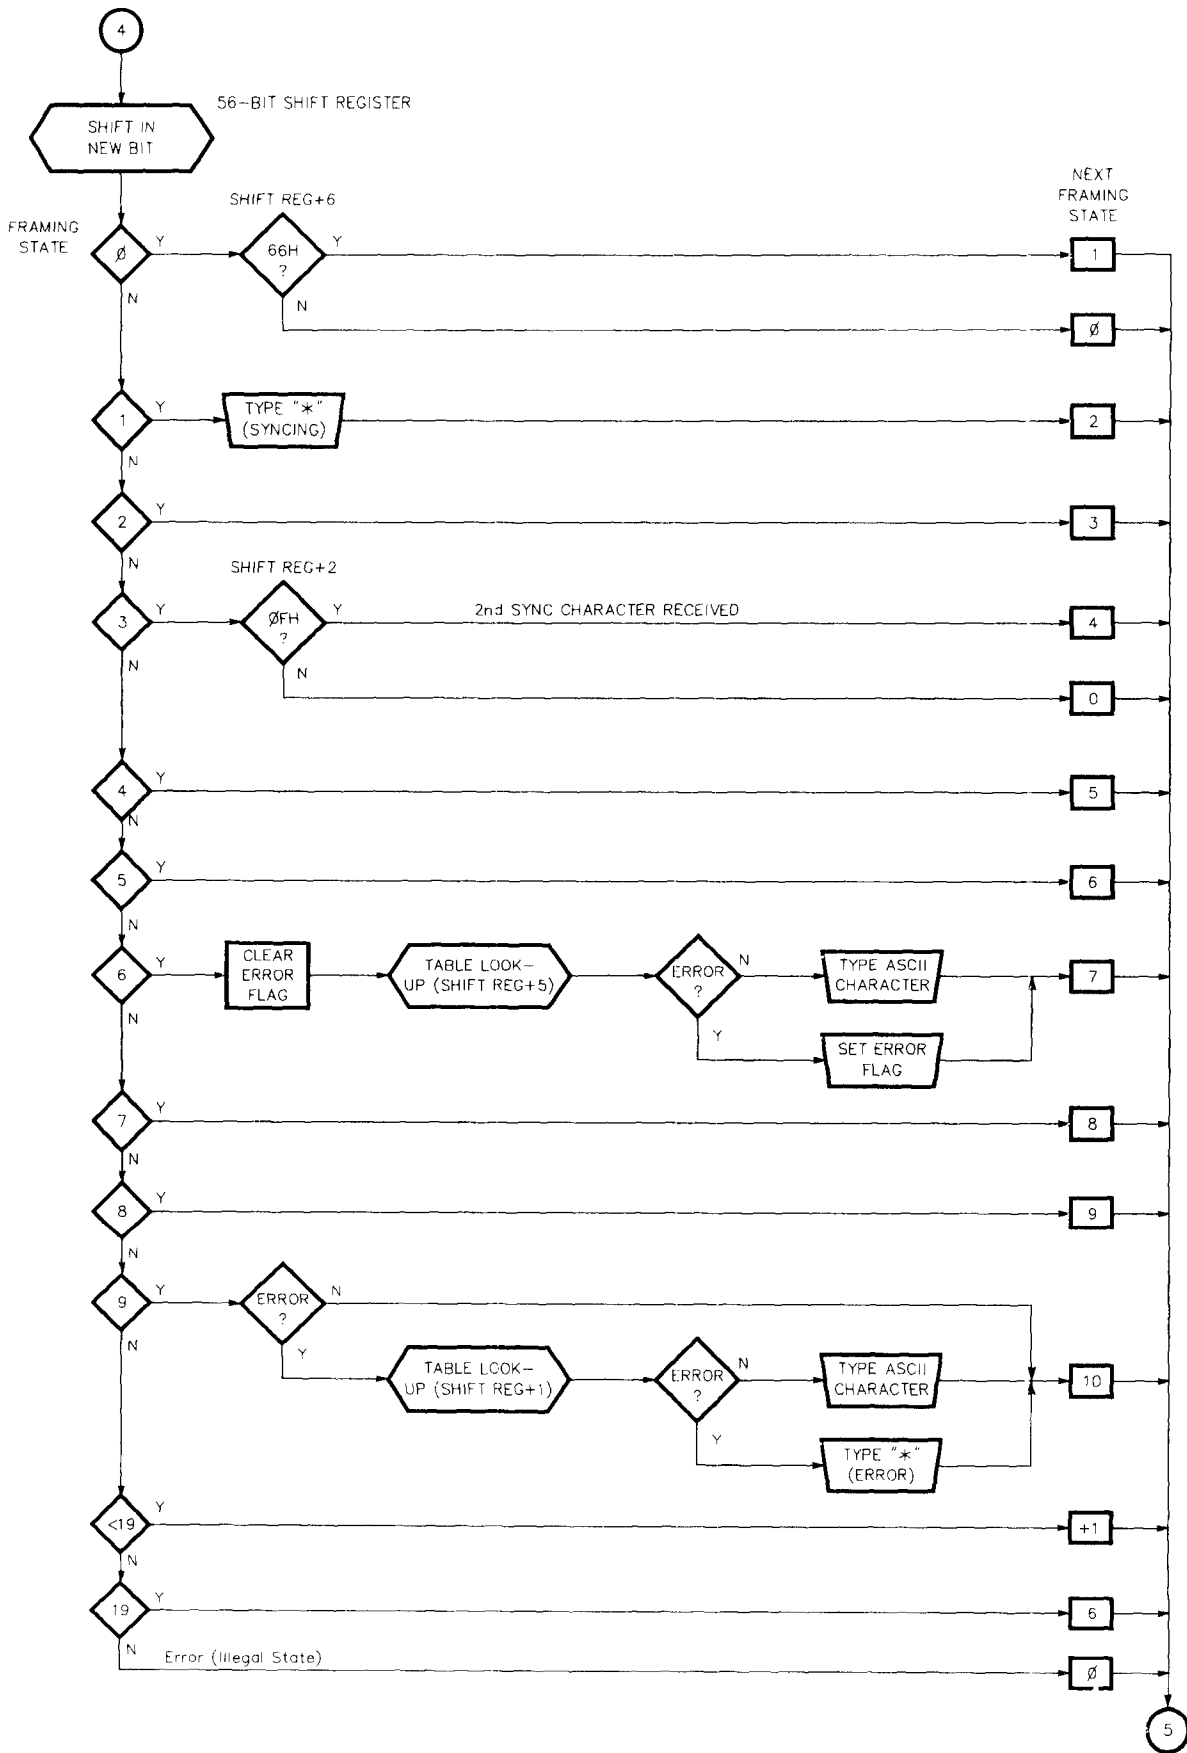 4
56-BIT SHIFT REGISTER
SHIFT IN
NEW BIT
NEXT
FRAMING
STATE
SHIFT REG+6
FRAMING
STATE
Ø
Y
66H
?
Y
1
N
N
Ø
1
Y
TYPE "*"
(SYNCING)
2
N
2
Y
3
N
SHIFT REG+2
3
Y
ØFH
?
Y
2nd SYNC CHARACTER RECEIVED
4
N
N
0
4
Y
5
N
5
Y
6
N
6
Y
CLEAR
ERROR
FLAG
TABLE LOOK-
UP (SHIFT REG+5)
ERROR
?
N
TYPE ASCII
CHARACTER
7
N
Y
SET ERROR
FLAG
7
Y
8
N
8
Y
9
N
9
Y
ERROR
?
N
N
Y
TABLE LOOK-
UP (SHIFT REG+1)
ERROR
?
N
TYPE ASCII
CHARACTER
10
Y
TYPE "*"
(ERROR)
<19
Y
+1
N
19
Y
6
N
Error (Illegal State)
Ø
5